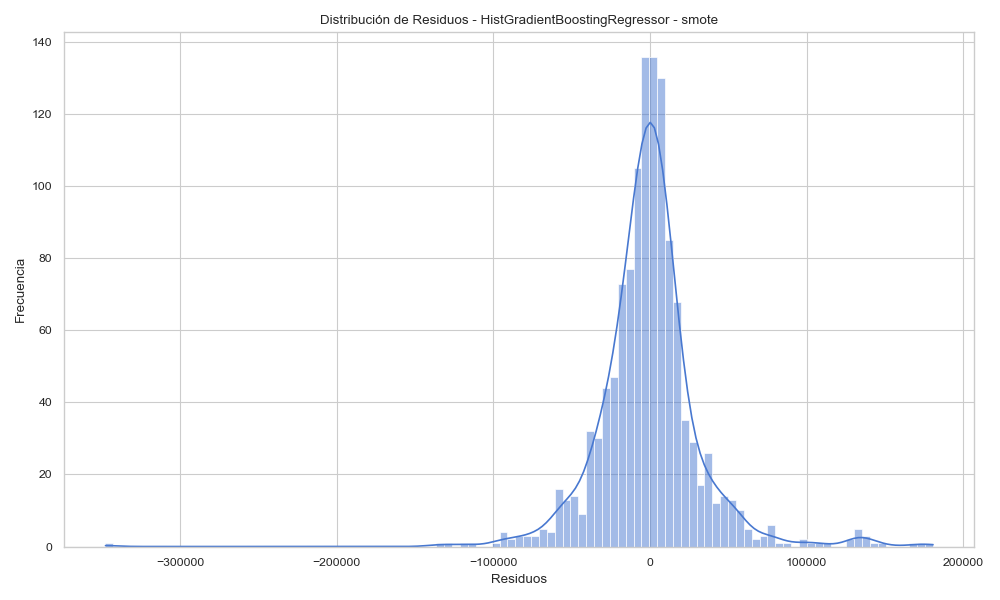 Distribución de Residuos - HistGradientBoostingRegressor - smote
Frecuencia
140
120
100
80
60
40
20
0
−300000 −200000 −100000 0 100000 200000
Residuos